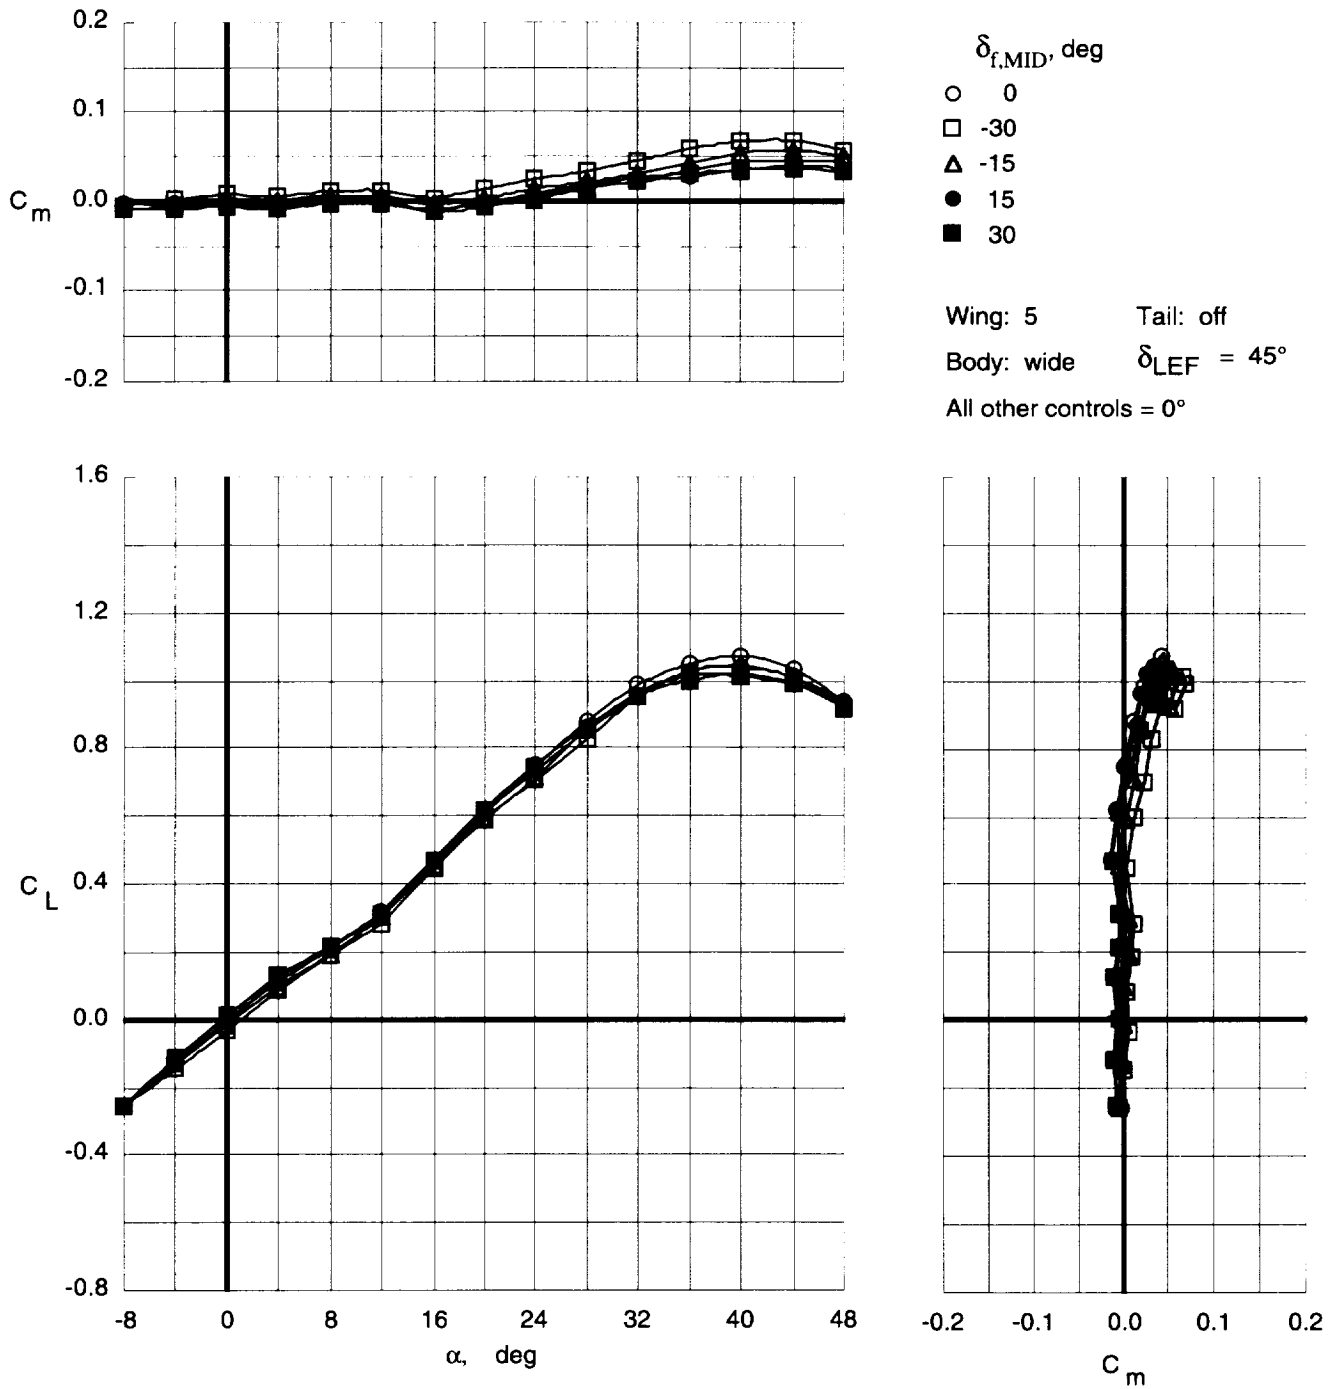 0.2
0.1
C m 0.0
-0.1
-0.2
δf,MID, deg
0
-30
-15
15
30
Wing: 5 Tail: off
Body: wide δLEF = 45°
All other controls = 0°
1.6
1.2
0.8
C L 0.4
0.0
-0.4
-0.8
-8 0 8 16 24 32 40 48
α, deg
-0.2 -0.1 0.0 0.1 0.2
C m